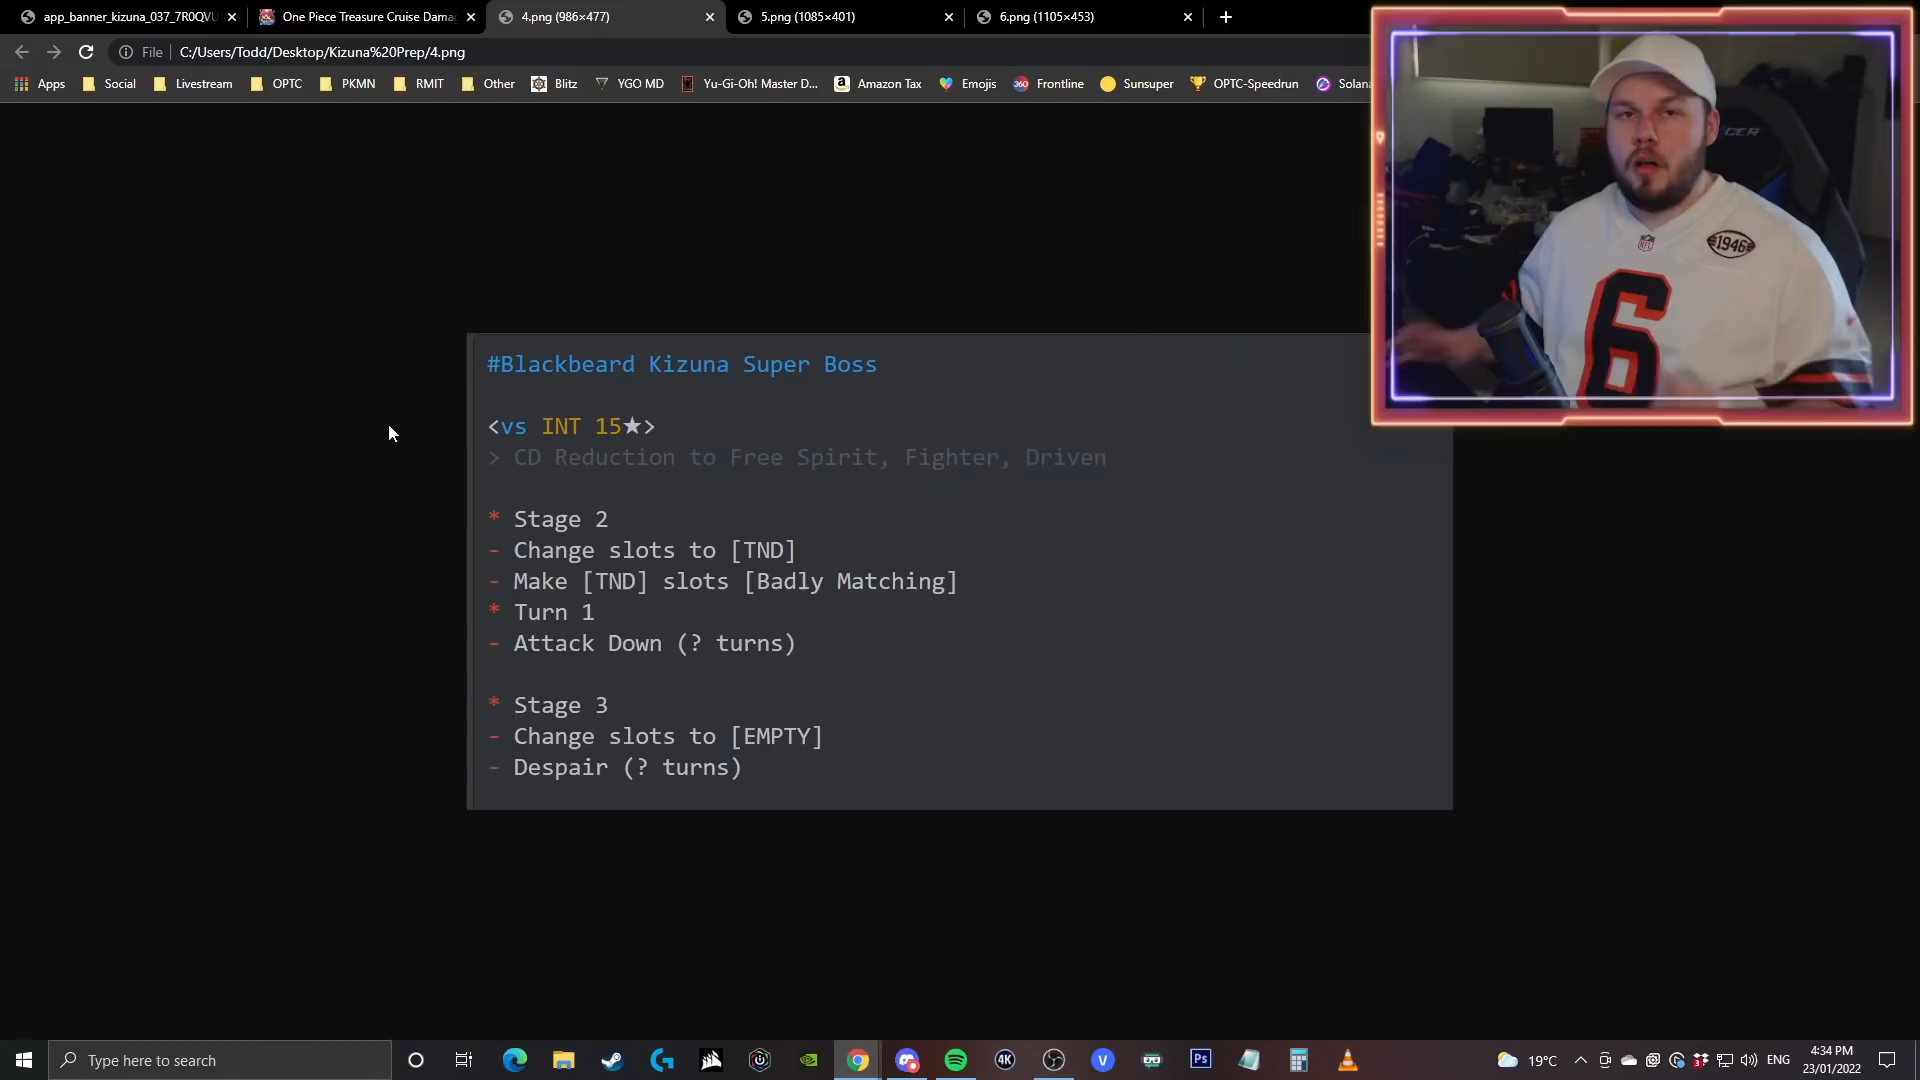 app_banner_kizuna_037_7R0QVU
One Piece Treasure Cruise Damag
4.png (986×477)
5.png (1085×401)
6.png (1105×453)
File
C:/Users/Todd/Desktop/Kizuna%20Prep/4.png
Apps
Social
Livestream
OPTC
PKMN
RMIT
Other
Blitz
YGO MD
Yu-Gi-Oh! Master D...
Amazon Tax
Emojis
Frontline
Sunsuper
OPTC-Speedrun
Solana
1946
NFL
6
#Blackbeard Kizuna Super Boss
<vs INT 15★>
> CD Reduction to Free Spirit, Fighter, Driven
* Stage 2
- Change slots to [TND]
- Make [TND] slots [Badly Matching]
* Turn 1
- Attack Down (? turns)
* Stage 3
- Change slots to [EMPTY]
- Despair (? turns)
Type here to search
4K
V
Ps
19°C
ENG
4:34 PM
23/01/2022